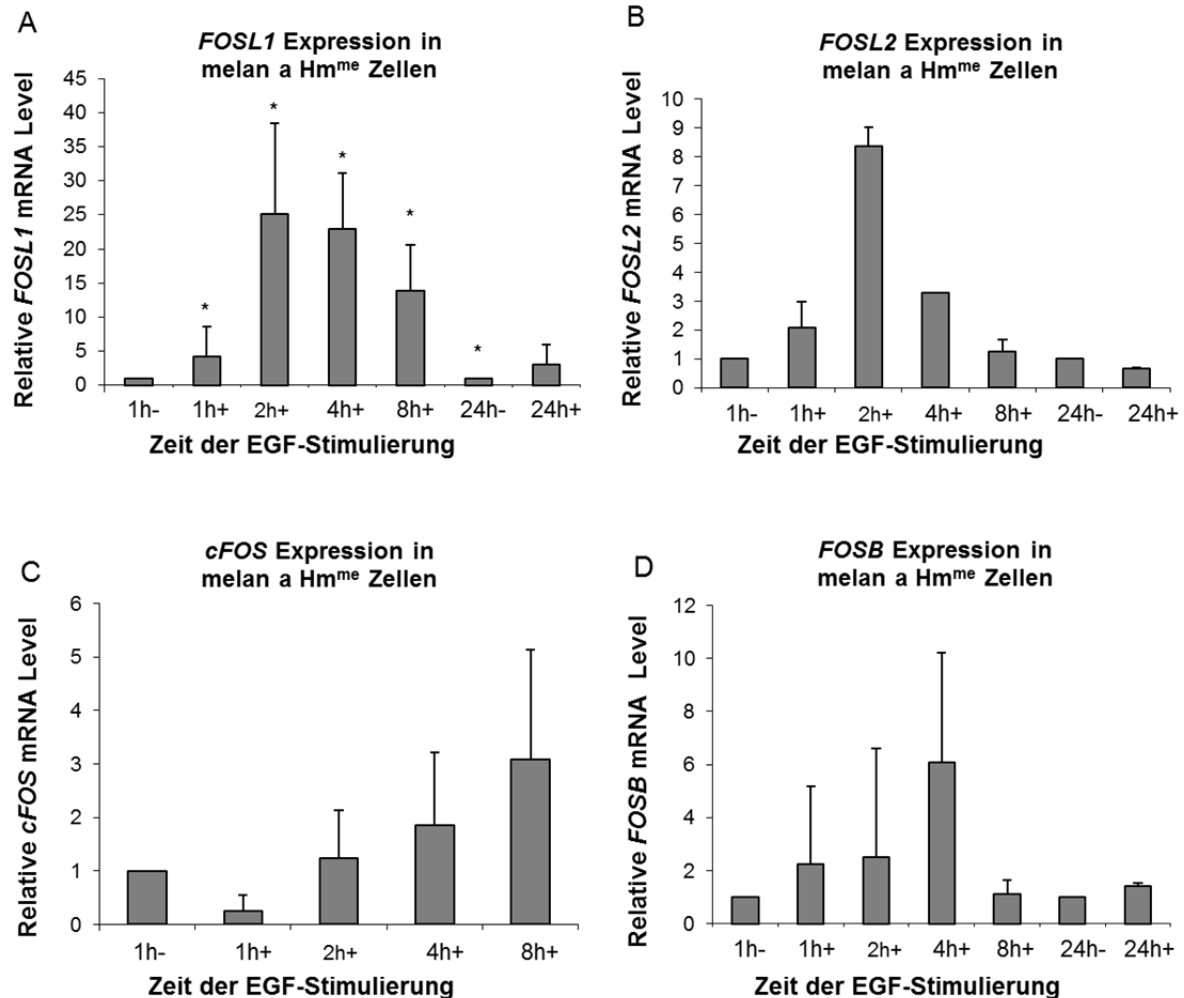 A
FOSL1 Expression in
melan a Hmᵐᵉ Zellen
Relative FOSL1 mRNA Level
45
40
35
30
25
20
15
10
5
0
* * * * *
1h- 1h+ 2h+ 4h+ 8h+ 24h- 24h+
Zeit der EGF-Stimulierung
B
FOSL2 Expression in
melan a Hmᵐᵉ Zellen
Relative FOSL2 mRNA Level
10
9
8
7
6
5
4
3
2
1
0
1h- 1h+ 2h+ 4h+ 8h+ 24h- 24h+
Zeit der EGF-Stimulierung
C
cFOS Expression in
melan a Hmᵐᵉ Zellen
Relative cFOS mRNA Level
6
5
4
3
2
1
0
1h- 1h+ 2h+ 4h+ 8h+
Zeit der EGF-Stimulierung
D
FOSB Expression in
melan a Hmᵐᵉ Zellen
Relative FOSB mRNA Level
12
10
8
6
4
2
0
1h- 1h+ 2h+ 4h+ 8h+ 24h- 24h+
Zeit der EGF-Stimulierung